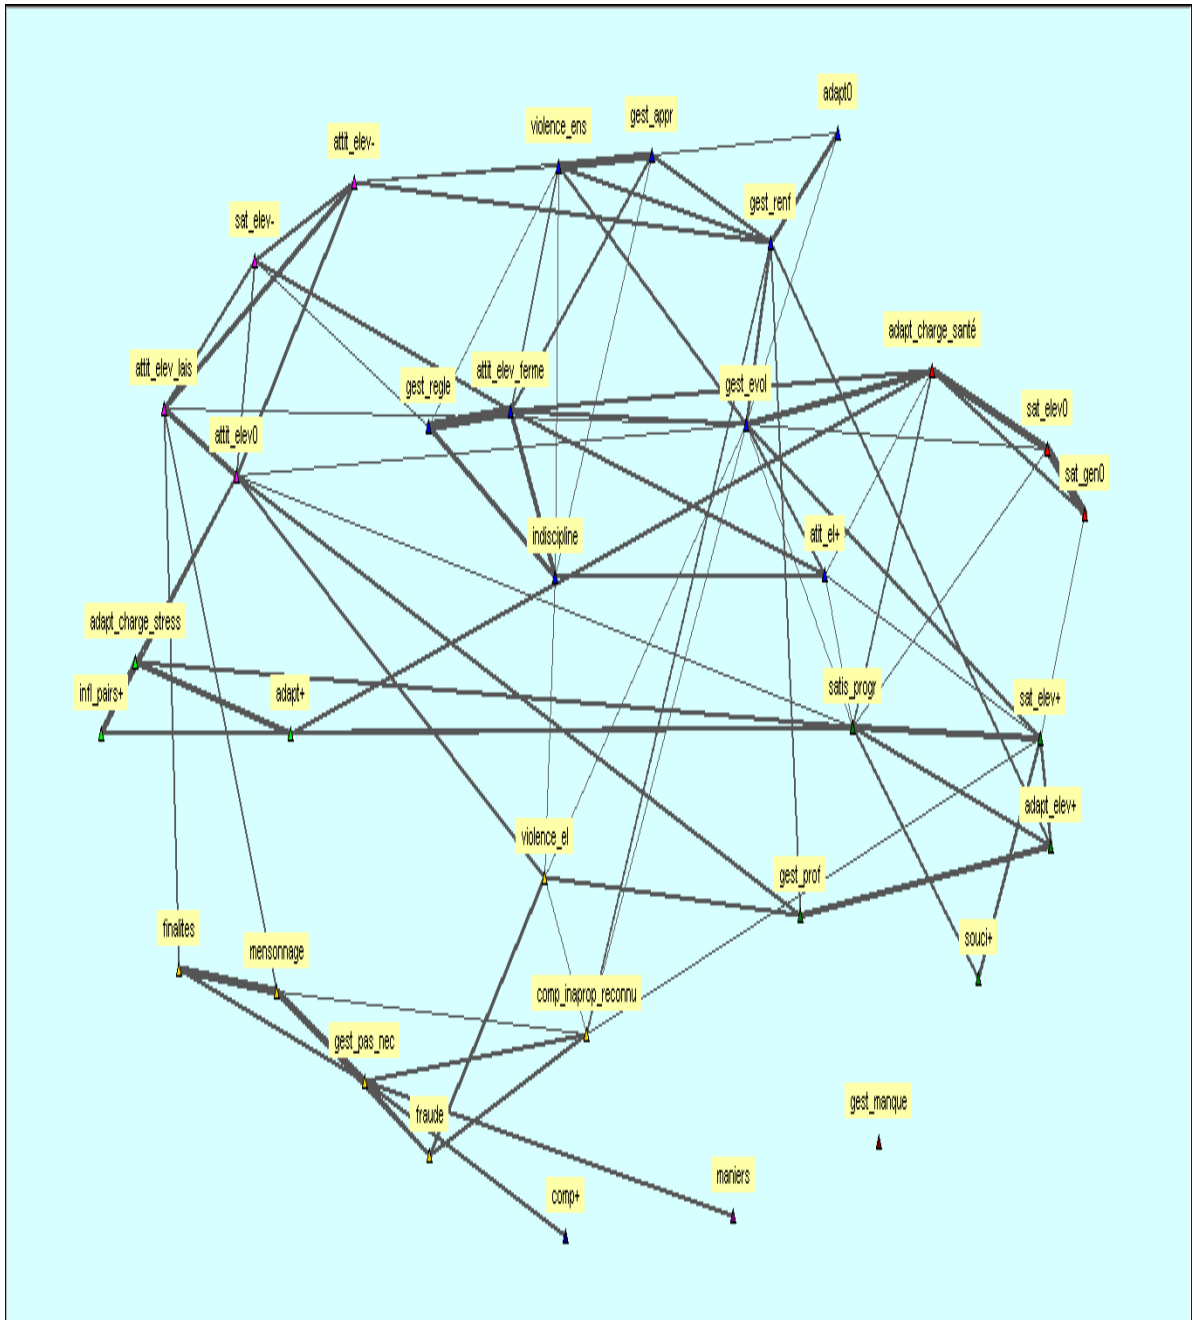 adapt0
gest_appr
violence_ens
attit_elev-
gest_renf
sat_elev-
adapt_charge_santé
attit_elev_lais
attit_elev_ferme
gest_regle
gest_evol
sat_elev0
attit_elev0
sat_gen0
indiscipline
att_el+
adapt_charge_stress
infl_pairs+
adapt+
satis_progr
sat_elev+
adapt_elev+
violence_el
gest_prof
finalites
mensonnage
souci+
comp_inaprop_reconnu
gest_pas_nec
fraude
gest_manque
maniers
comp+